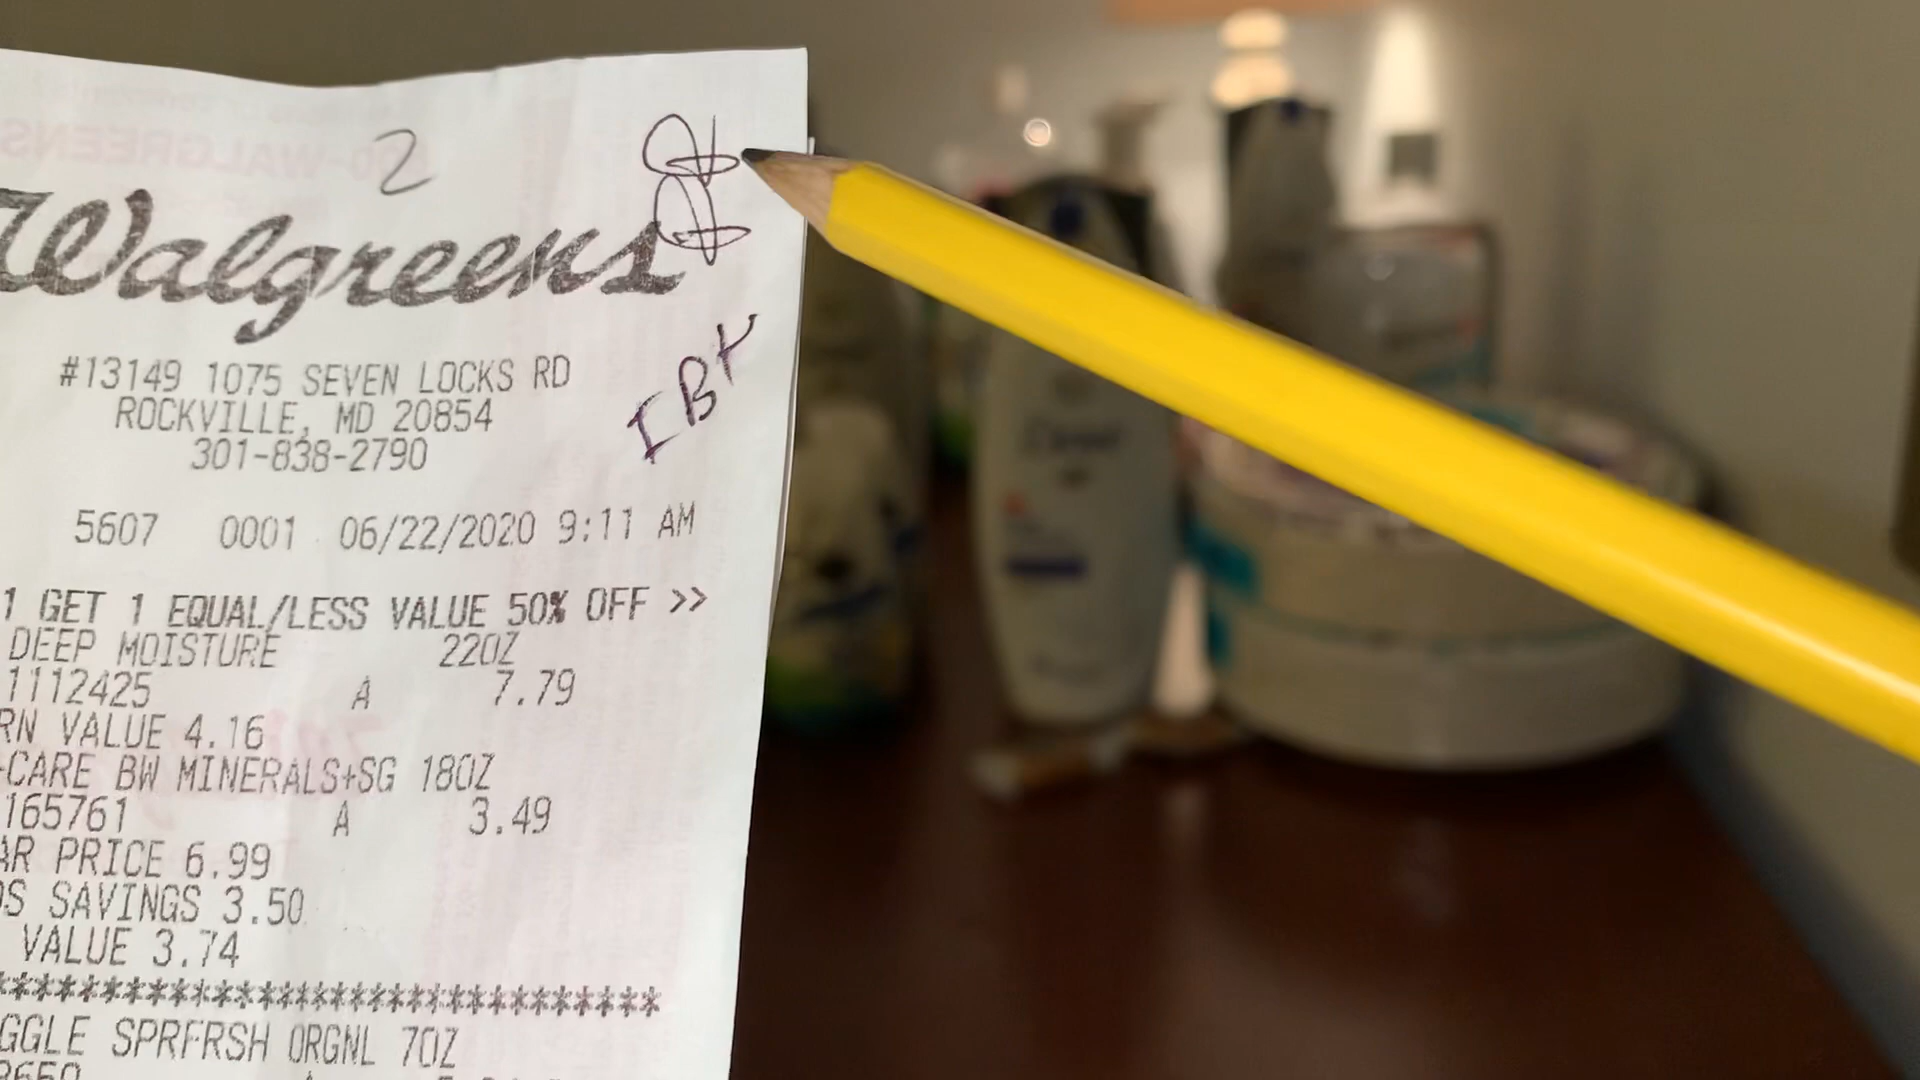 2
Walgreens
IBY
#13149 1075 SEVEN LOCKS RD
ROCKVILLE, MD 20854
301-838-2790
5607 0001 06/22/2020 9:11 AM
1 GET 1 EQUAL/LESS VALUE 50% OFF >>
DEEP MOISTURE 22OZ
1112425 A 7.79
RN VALUE 4.16
-CARE BW MINERALS+SG 18OZ
165761 A 3.49
AR PRICE 6.99
DS SAVINGS 3.50
VALUE 3.74
GGLE SPRFRSH ORGNL 7OZ